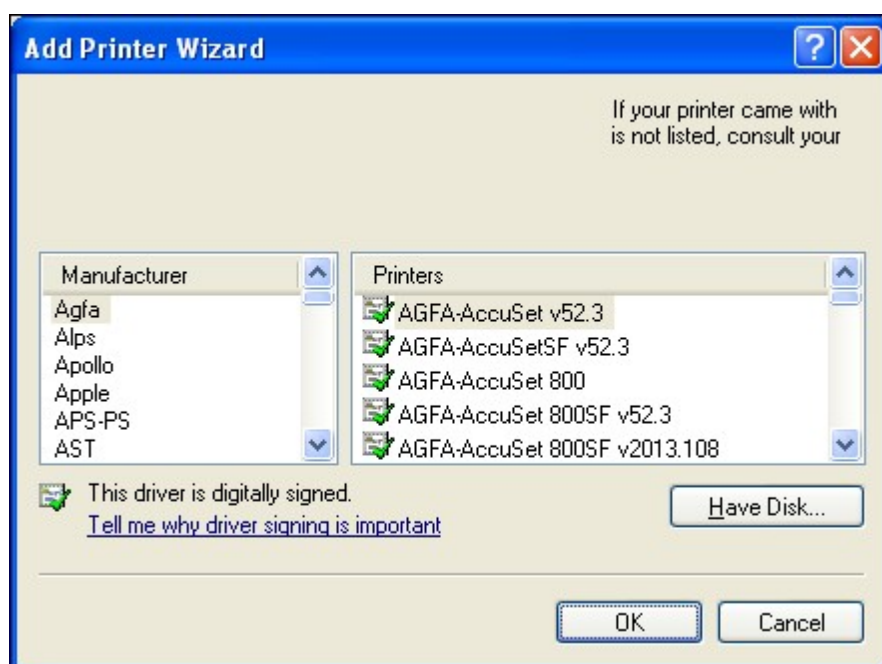 Add Printer Wizard
If your printer came with
is not listed, consult your
Manufacturer
Agfa
Alps
Apollo
Apple
APS-PS
AST
Printers
AGFA-AccuSet v52.3
AGFA-AccuSetSF v52.3
AGFA-AccuSet 800
AGFA-AccuSet 800SF v52.3
AGFA-AccuSet 800SF v2013.108
This driver is digitally signed.
Tell me why driver signing is important
Have Disk...
OK
Cancel